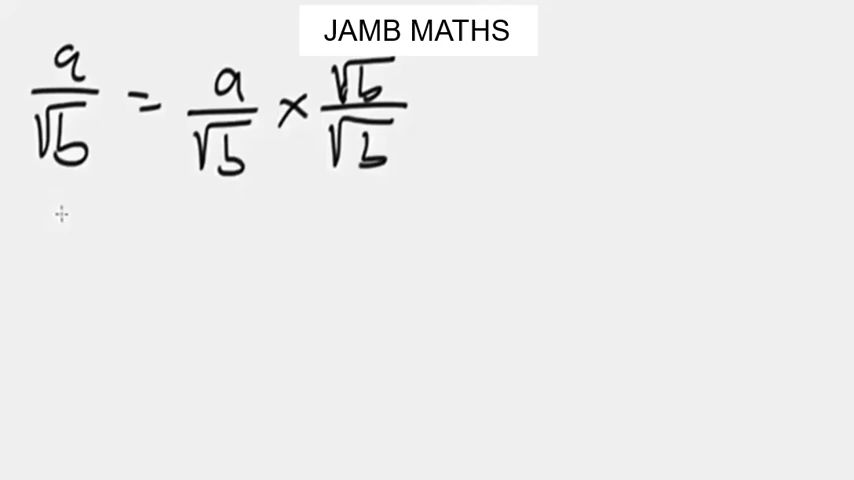 JAMB MATHS
a/√b = a/√b × √b/√b